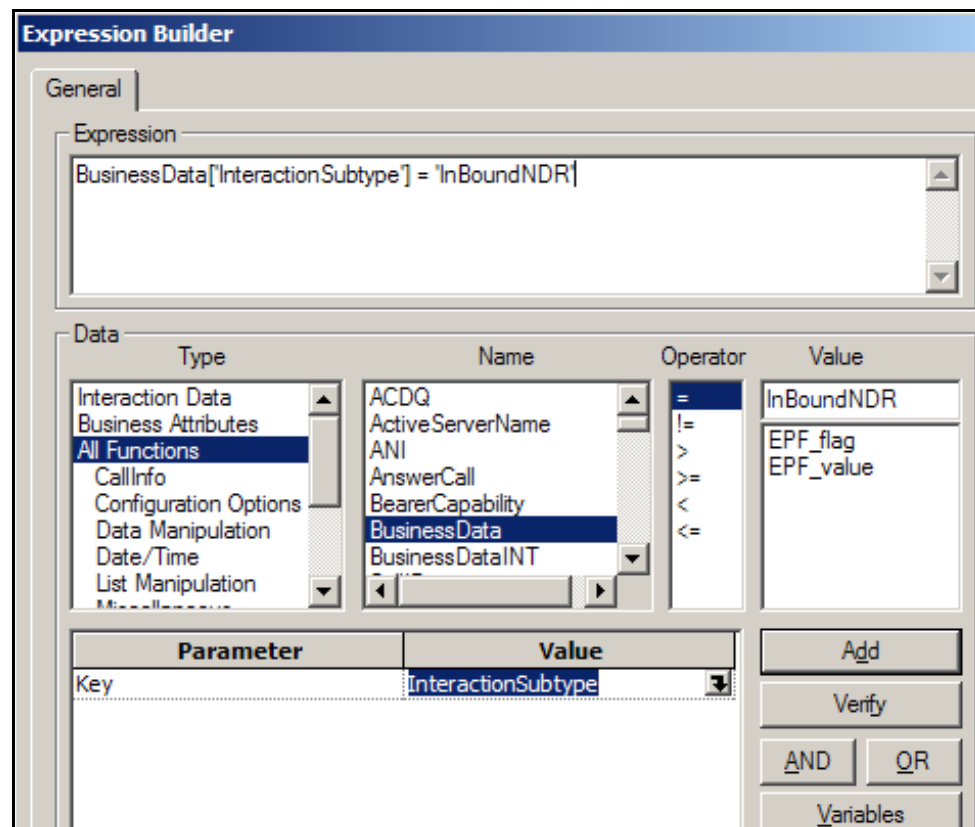 Expression Builder
General
Expression
BusinessData['InteractionSubtype'] = 'InBoundNDR'
Data
Type Name Operator Value
Interaction Data
Business Attributes
All Functions
CallInfo
Configuration Options
Data Manipulation
Date/Time
List Manipulation
ACDQ
ActiveServerName
ANI
AnswerCall
BearerCapability
BusinessData
BusinessDataINT
=
!=
>
>=
<
<=
InBoundNDR
EPF_flag
EPF_value
Parameter Value
Key InteractionSubtype
Add
Verify
AND OR
Variables